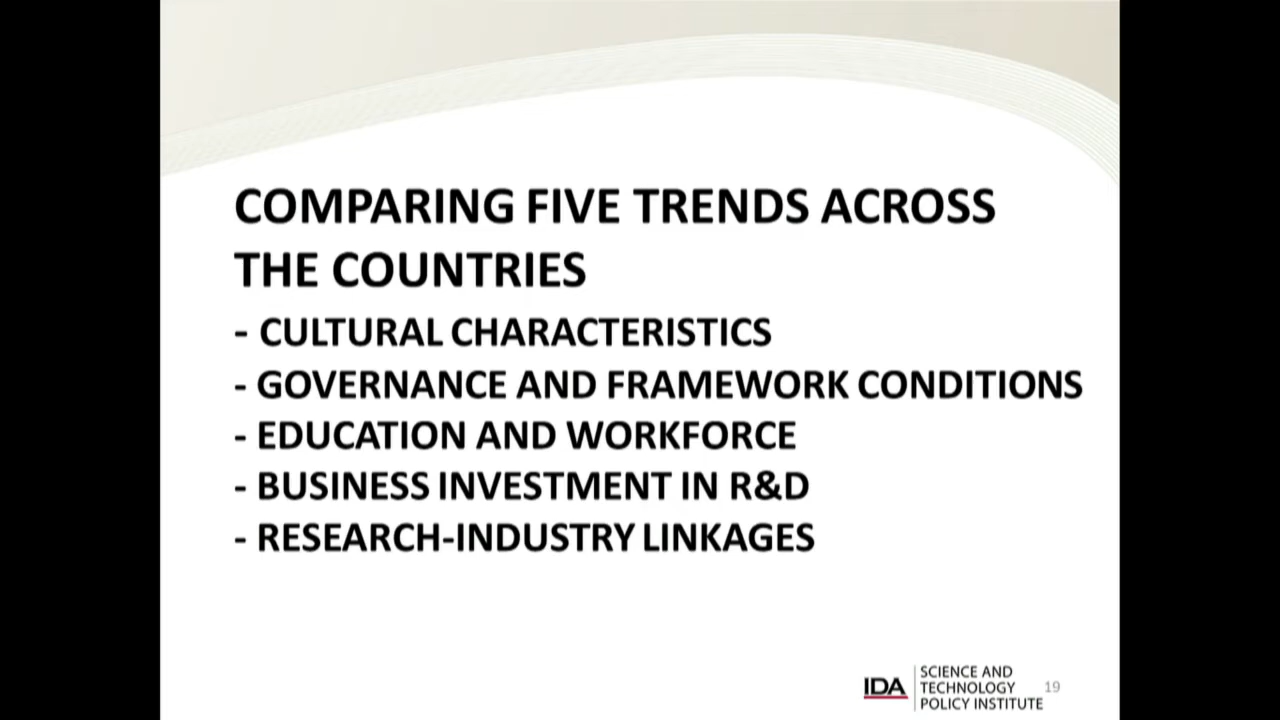 COMPARING FIVE TRENDS ACROSS
THE COUNTRIES
- CULTURAL CHARACTERISTICS
- GOVERNANCE AND FRAMEWORK CONDITIONS
- EDUCATION AND WORKFORCE
- BUSINESS INVESTMENT IN R&D
- RESEARCH-INDUSTRY LINKAGES
IDA
SCIENCE AND
TECHNOLOGY
POLICY INSTITUTE
19